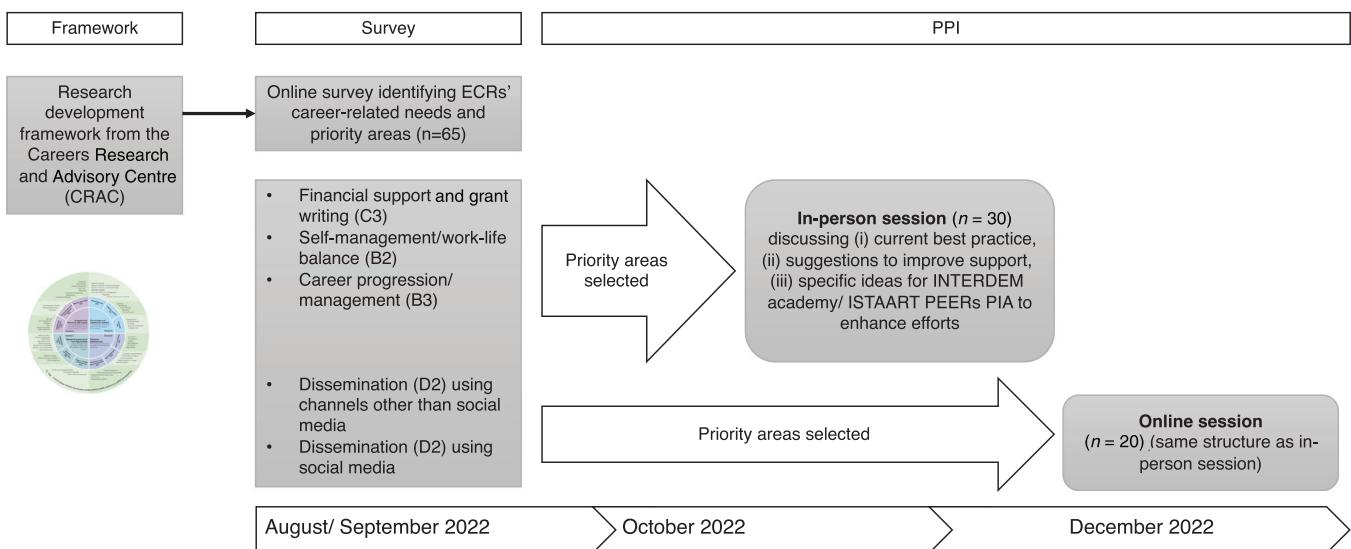 Framework
Survey
PPI
Research
development
framework from the
Careers Research
and Advisory Centre
(CRAC)
Online survey identifying ECRs’
career-related needs and
priority areas (n=65)
• Financial support and grant
writing (C3)
• Self-management/work-life
balance (B2)
• Career progression/
management (B3)
• Dissemination (D2) using
channels other than social
media
• Dissemination (D2) using
social media
Priority areas
selected
In-person session (n = 30)
discussing (i) current best practice,
(ii) suggestions to improve support,
(iii) specific ideas for INTERDEM
academy/ ISTAART PEERs PIA to
enhance efforts
Priority areas selected
Online session
(n = 20) (same structure as in-
person session)
August/ September 2022
October 2022
December 2022